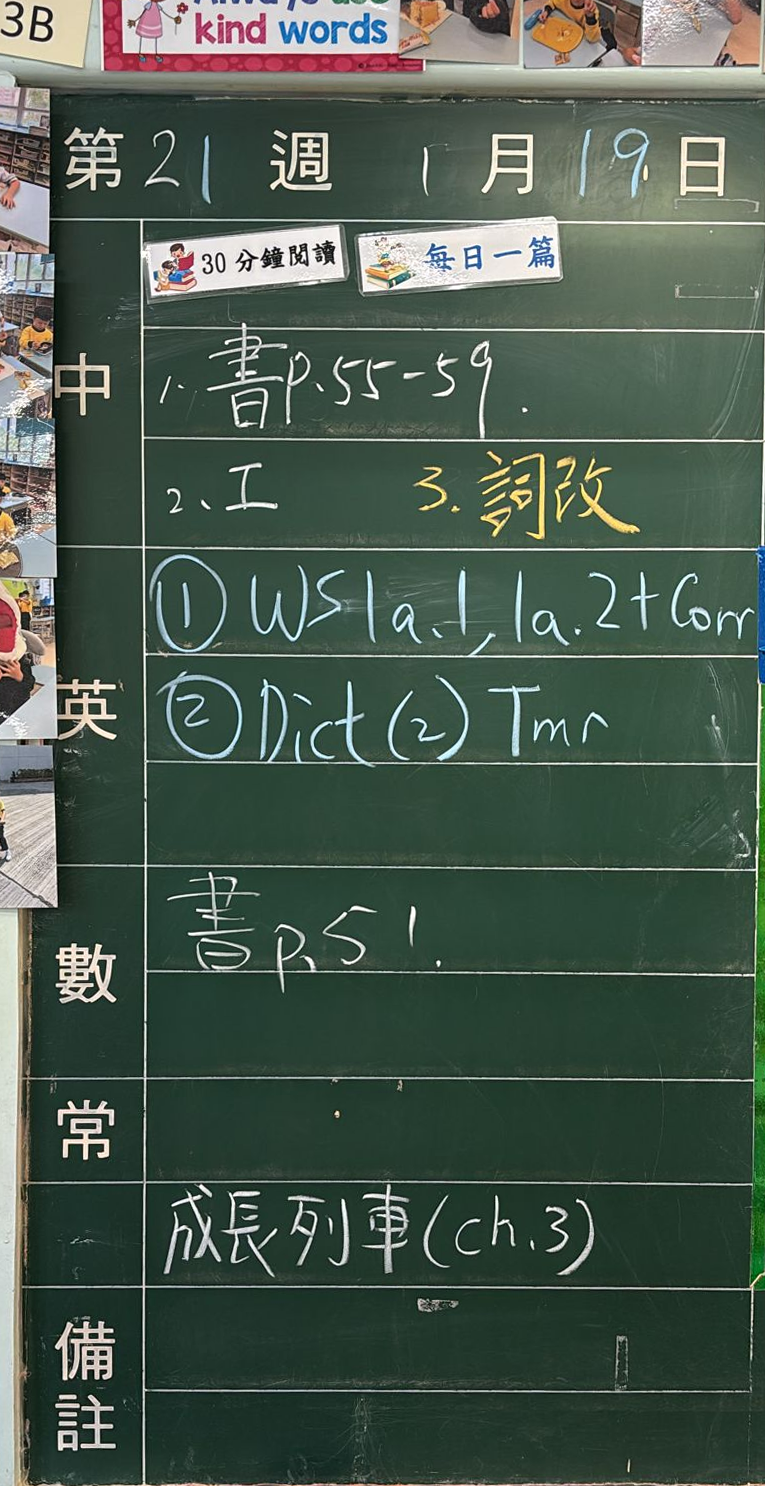 3B
Always use
kind words
第21週 1月19日
30分鐘閱讀 每日一篇
中
1. 書p.55-59.
2、工 3. 詞改
英
① WS 1a.1, 1a.2+Corr
② Dict (2) Tmr
數
書p.51.
常
成長列車(ch.3)
備註